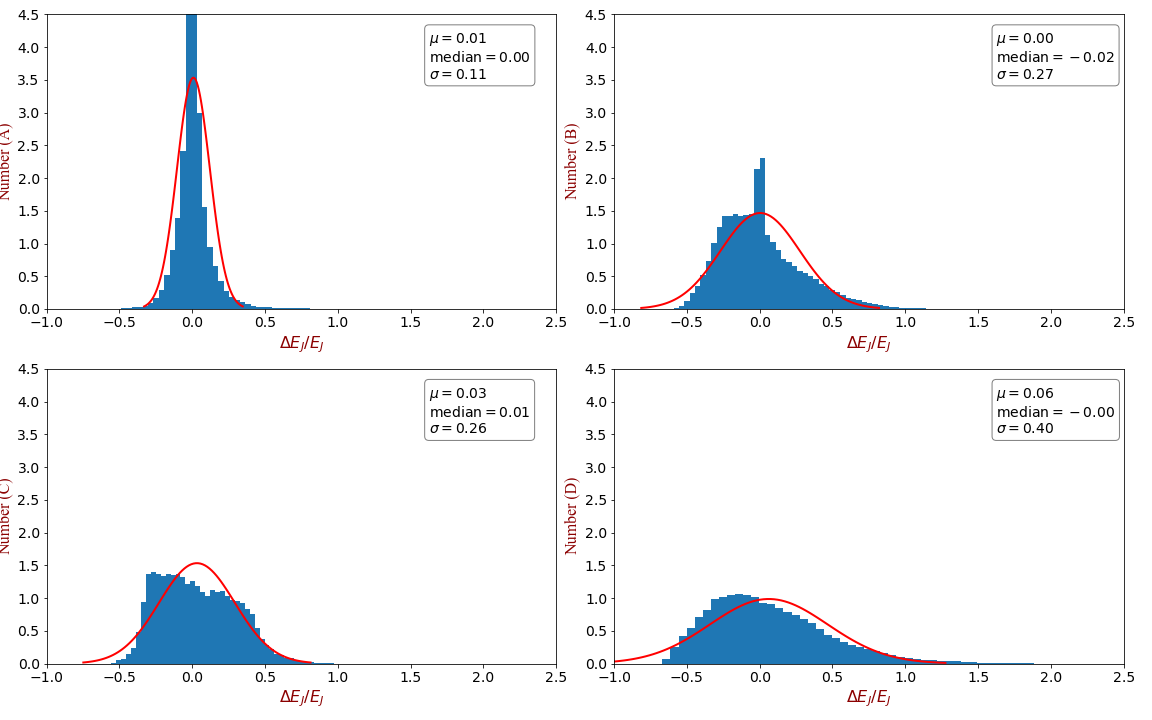 4.5
4.0
3.5
3.0
2.5
2.0
1.5
1.0
0.5
0.0
Number (A)
μ = 0.01
median = 0.00
σ = 0.11
−1.0 −0.5 0.0 0.5 1.0 1.5 2.0 2.5
ΔE_J/E_J
4.5
4.0
3.5
3.0
2.5
2.0
1.5
1.0
0.5
0.0
Number (B)
μ = 0.00
median = −0.02
σ = 0.27
−1.0 −0.5 0.0 0.5 1.0 1.5 2.0 2.5
ΔE_J/E_J
4.5
4.0
3.5
3.0
2.5
2.0
1.5
1.0
0.5
0.0
Number (C)
μ = 0.03
median = 0.01
σ = 0.26
−1.0 −0.5 0.0 0.5 1.0 1.5 2.0 2.5
ΔE_J/E_J
4.5
4.0
3.5
3.0
2.5
2.0
1.5
1.0
0.5
0.0
Number (D)
μ = 0.06
median = −0.00
σ = 0.40
−1.0 −0.5 0.0 0.5 1.0 1.5 2.0 2.5
ΔE_J/E_J